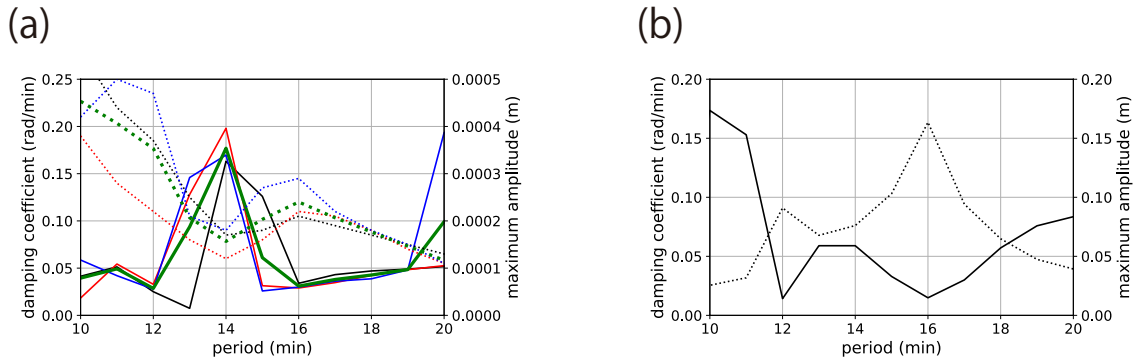 (a)
(b)
0.25
0.20
0.15
0.10
0.05
0.00
damping coefficient (rad/min)
10 12 14 16 18 20
period (min)
0.0005
0.0004
0.0003
0.0002
0.0001
0.0000
maximum amplitude (m)
0.20
0.15
0.10
0.05
0.00
damping coefficient (rad/min)
10 12 14 16 18 20
period (min)
0.20
0.15
0.10
0.05
0.00
maximum amplitude (m)